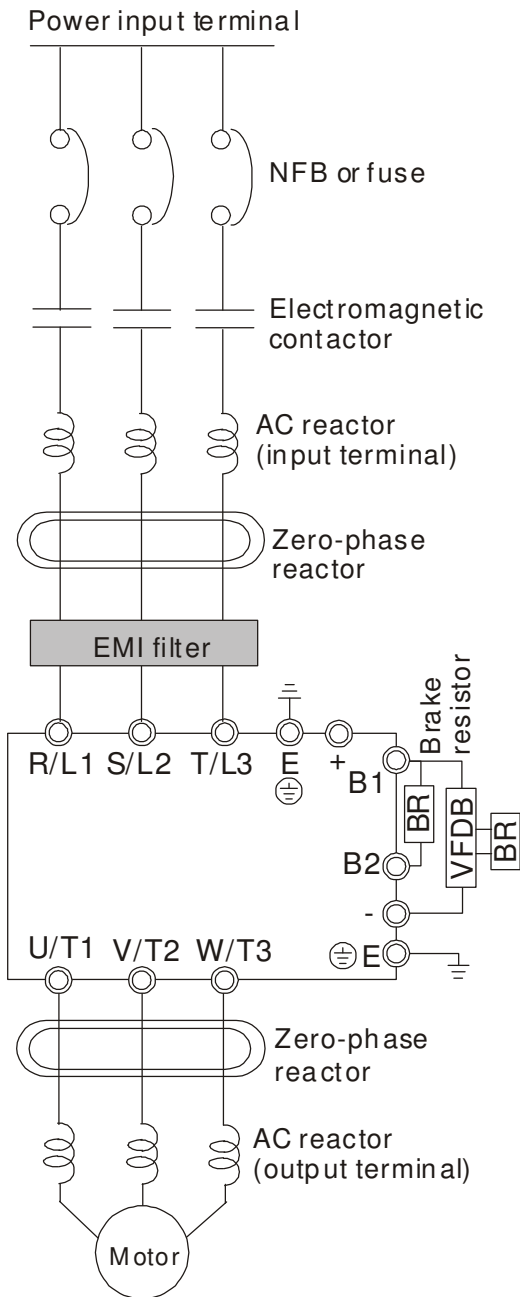 Power input terminal
NFB or fuse
Electromagnetic
contactor
AC reactor
(input terminal)
Zero-phase
reactor
EMI filter
Brake
resistor
R/L1 S/L2 T/L3 E +
B1
BR
VFDB
BR
B2
-
E
U/T1 V/T2 W/T3
Zero-phase
reactor
AC reactor
(output terminal)
Motor